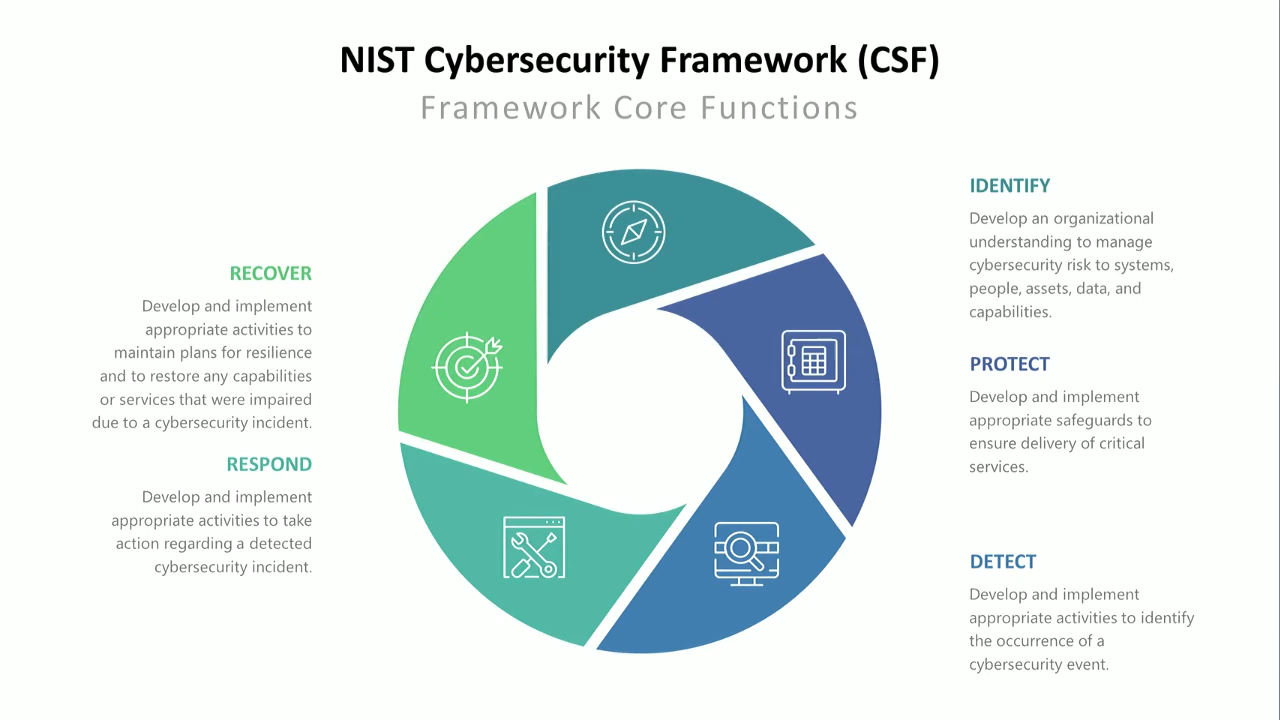 NIST Cybersecurity Framework (CSF)
Framework Core Functions
IDENTIFY
Develop an organizational
understanding to manage
cybersecurity risk to systems,
people, assets, data, and
capabilities.
PROTECT
Develop and implement
appropriate safeguards to
ensure delivery of critical
services.
DETECT
Develop and implement
appropriate activities to identify
the occurrence of a
cybersecurity event.
RESPOND
Develop and implement
appropriate activities to take
action regarding a detected
cybersecurity incident.
RECOVER
Develop and implement
appropriate activities to
maintain plans for resilience
and to restore any capabilities
or services that were impaired
due to a cybersecurity incident.